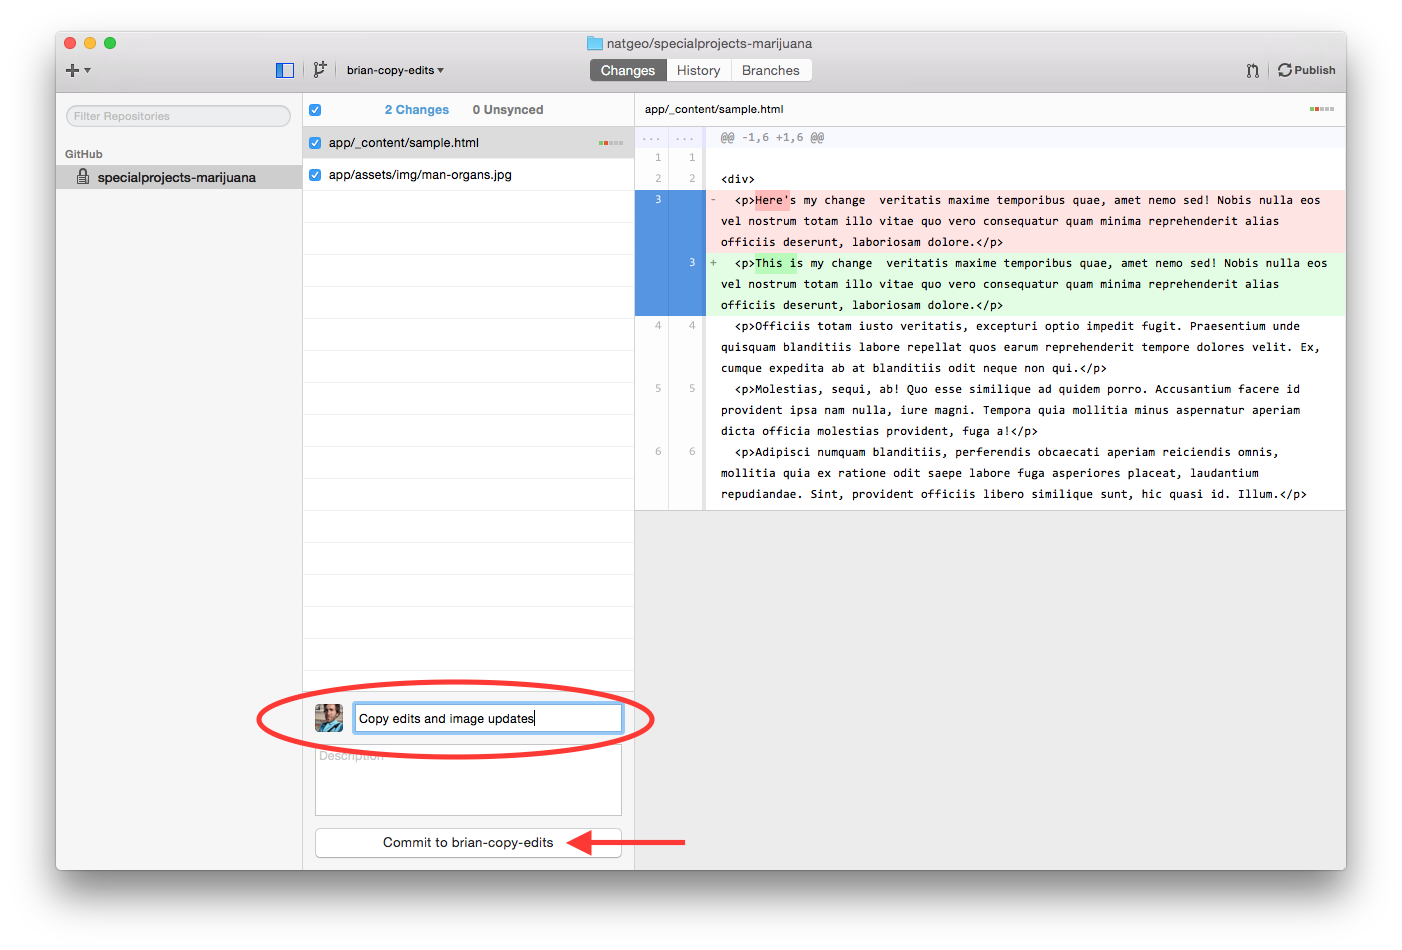 natgeo/specialprojects-marijuana
brian-copy-edits
Changes History Branches
Publish
Filter Repositories
GitHub
specialprojects-marijuana
2 Changes 0 Unsynced
app/_content/sample.html
app/assets/img/man-organs.jpg
Copy edits and image updates
Description
Commit to brian-copy-edits
app/_content/sample.html
... ... @@ -1,6 +1,6 @@
1 1
2 2 <div>
3 - <p>Here's my change  veritatis maxime temporibus quae, amet nemo sed! Nobis nulla eos
vel nostrum totam illo vitae quo vero consequatur quam minima reprehenderit alias
officiis deserunt, laboriosam dolore.</p>
3 + <p>This is my change  veritatis maxime temporibus quae, amet nemo sed! Nobis nulla eos
vel nostrum totam illo vitae quo vero consequatur quam minima reprehenderit alias
officiis deserunt, laboriosam dolore.</p>
4 4 <p>Officiis totam iusto veritatis, excepturi optio impedit fugit. Praesentium unde
quisquam blanditiis labore repellat quos earum reprehenderit tempore dolores velit. Ex,
cumque expedita ab at blanditiis odit neque non qui.</p>
5 5 <p>Molestias, sequi, ab! Quo esse similique ad quidem porro. Accusantium facere id
provident ipsa nam nulla, iure magni. Tempora quia mollitia minus aspernatur aperiam
dicta officia molestias provident, fuga a!</p>
6 6 <p>Adipisci numquam blanditiis, perferendis obcaecati aperiam reiciendis omnis,
mollitia quia ex ratione odit saepe labore fuga asperiores placeat, laudantium
repudiandae. Sint, provident officiis libero similique sunt, hic quasi id. Illum.</p>